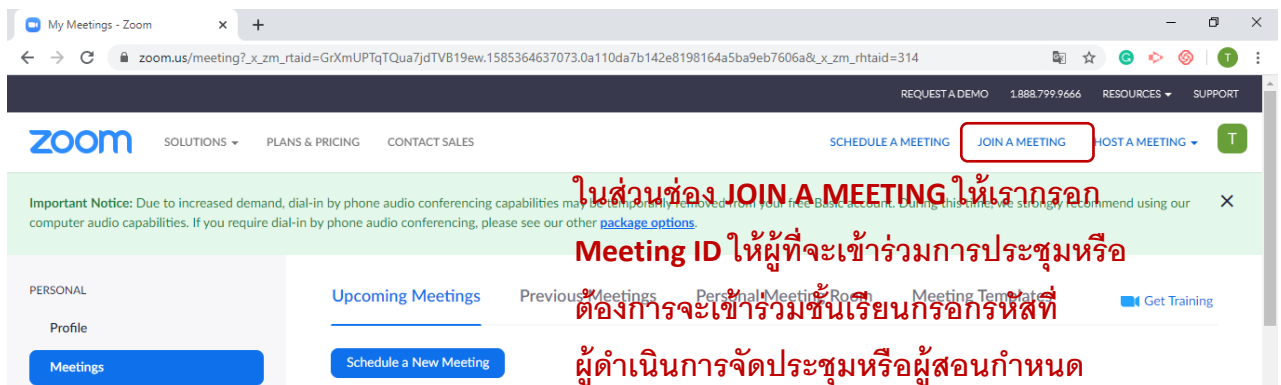 My Meetings - Zoom
zoom.us/meeting?_x_zm_rtaid=GrXmUPTqTQua7jdTVB19ew.1585364637073.0a110da7b142e8198164a5ba9eb7606a&_x_zm_rhtaid=314
T
REQUEST A DEMO 1.888.799.9666 RESOURCES SUPPORT
zoom SOLUTIONS PLANS & PRICING CONTACT SALES SCHEDULE A MEETING JOIN A MEETING HOST A MEETING T
ในส่วนช่อง JOIN A MEETING ให้เรากรอก
Meeting ID ให้ผู้ที่จะเข้าร่วมการประชุมหรือ
ต้องการจะเข้าร่วมชั้นเรียนกรอกรหัสที่
ผู้ดำเนินการจัดประชุมหรือผู้สอนกำหนด
Important Notice: Due to increased demand, dial-in by phone audio conferencing capabilities may be temporarily removed from your free Basic account. During this time, we strongly recommend using our
computer audio capabilities. If you require dial-in by phone audio conferencing, please see our other package options.
PERSONAL
Profile
Meetings
Upcoming Meetings Previous Meetings Personal Meeting Room Meeting Templates Get Training
Schedule a New Meeting